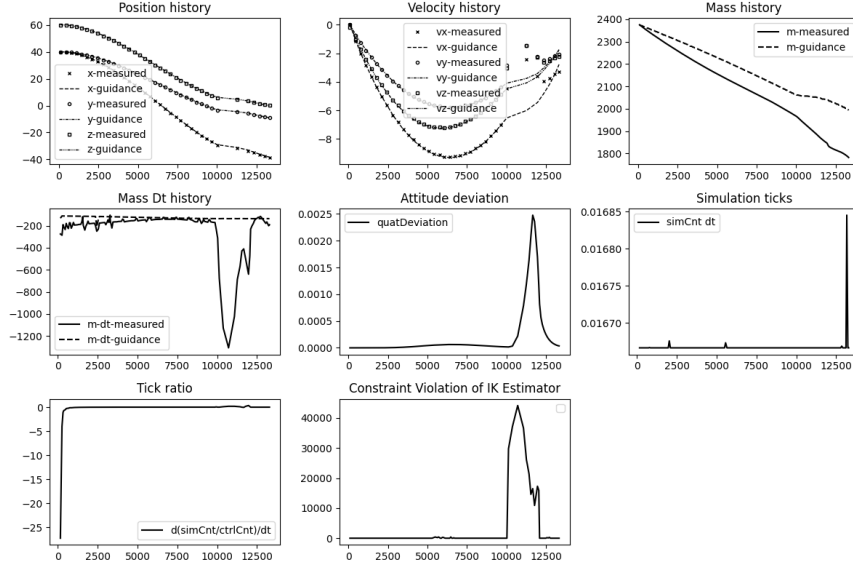 Position history
60
40
20
0
−20
−40
x-measured
x-guidance
y-measured
y-guidance
z-measured
z-guidance
0 2500 5000 7500 10000 12500
Velocity history
0
−2
−4
−6
−8
vx-measured
vx-guidance
vy-measured
vy-guidance
vz-measured
vz-guidance
0 2500 5000 7500 10000 12500
Mass history
2400
2300
2200
2100
2000
1900
1800
m-measured
m-guidance
0 2500 5000 7500 10000 12500
Mass Dt history
−200
−400
−600
−800
−1000
−1200
m-dt-measured
m-dt-guidance
0 2500 5000 7500 10000 12500
Attitude deviation
0.0025
0.0020
0.0015
0.0010
0.0005
0.0000
quatDeviation
0 2500 5000 7500 10000 12500
Simulation ticks
0.01685
0.01680
0.01675
0.01670
simCnt dt
0 2500 5000 7500 10000 12500
Tick ratio
0
−5
−10
−15
−20
−25
d(simCnt/ctrlCnt)/dt
0 2500 5000 7500 10000 12500
Constraint Violation of IK Estimator
40000
30000
20000
10000
0
0 2500 5000 7500 10000 12500